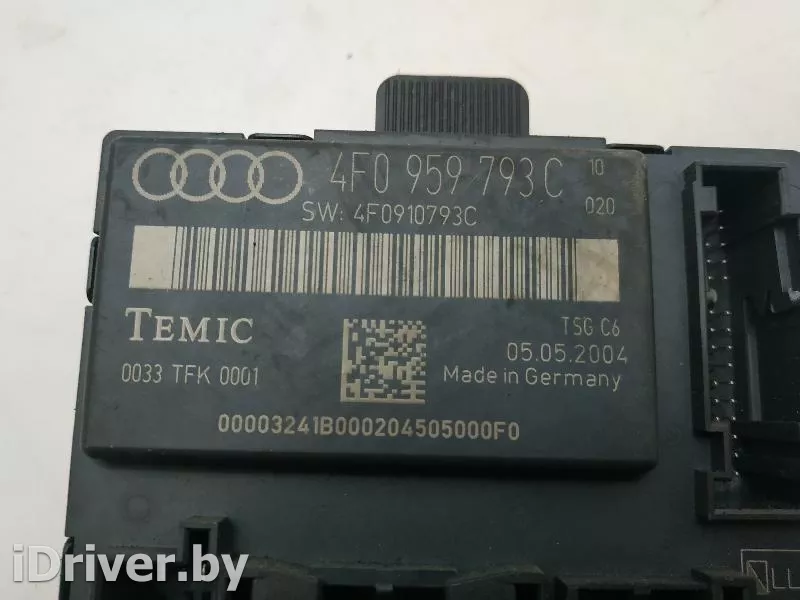 4F0 959 793 C 10
020
SW: 4F0910793C
TEMIC
TSG C6
05.05.2004
0033 TFK 0001
Made in Germany
00003241B000204505000F0
iDriver.by